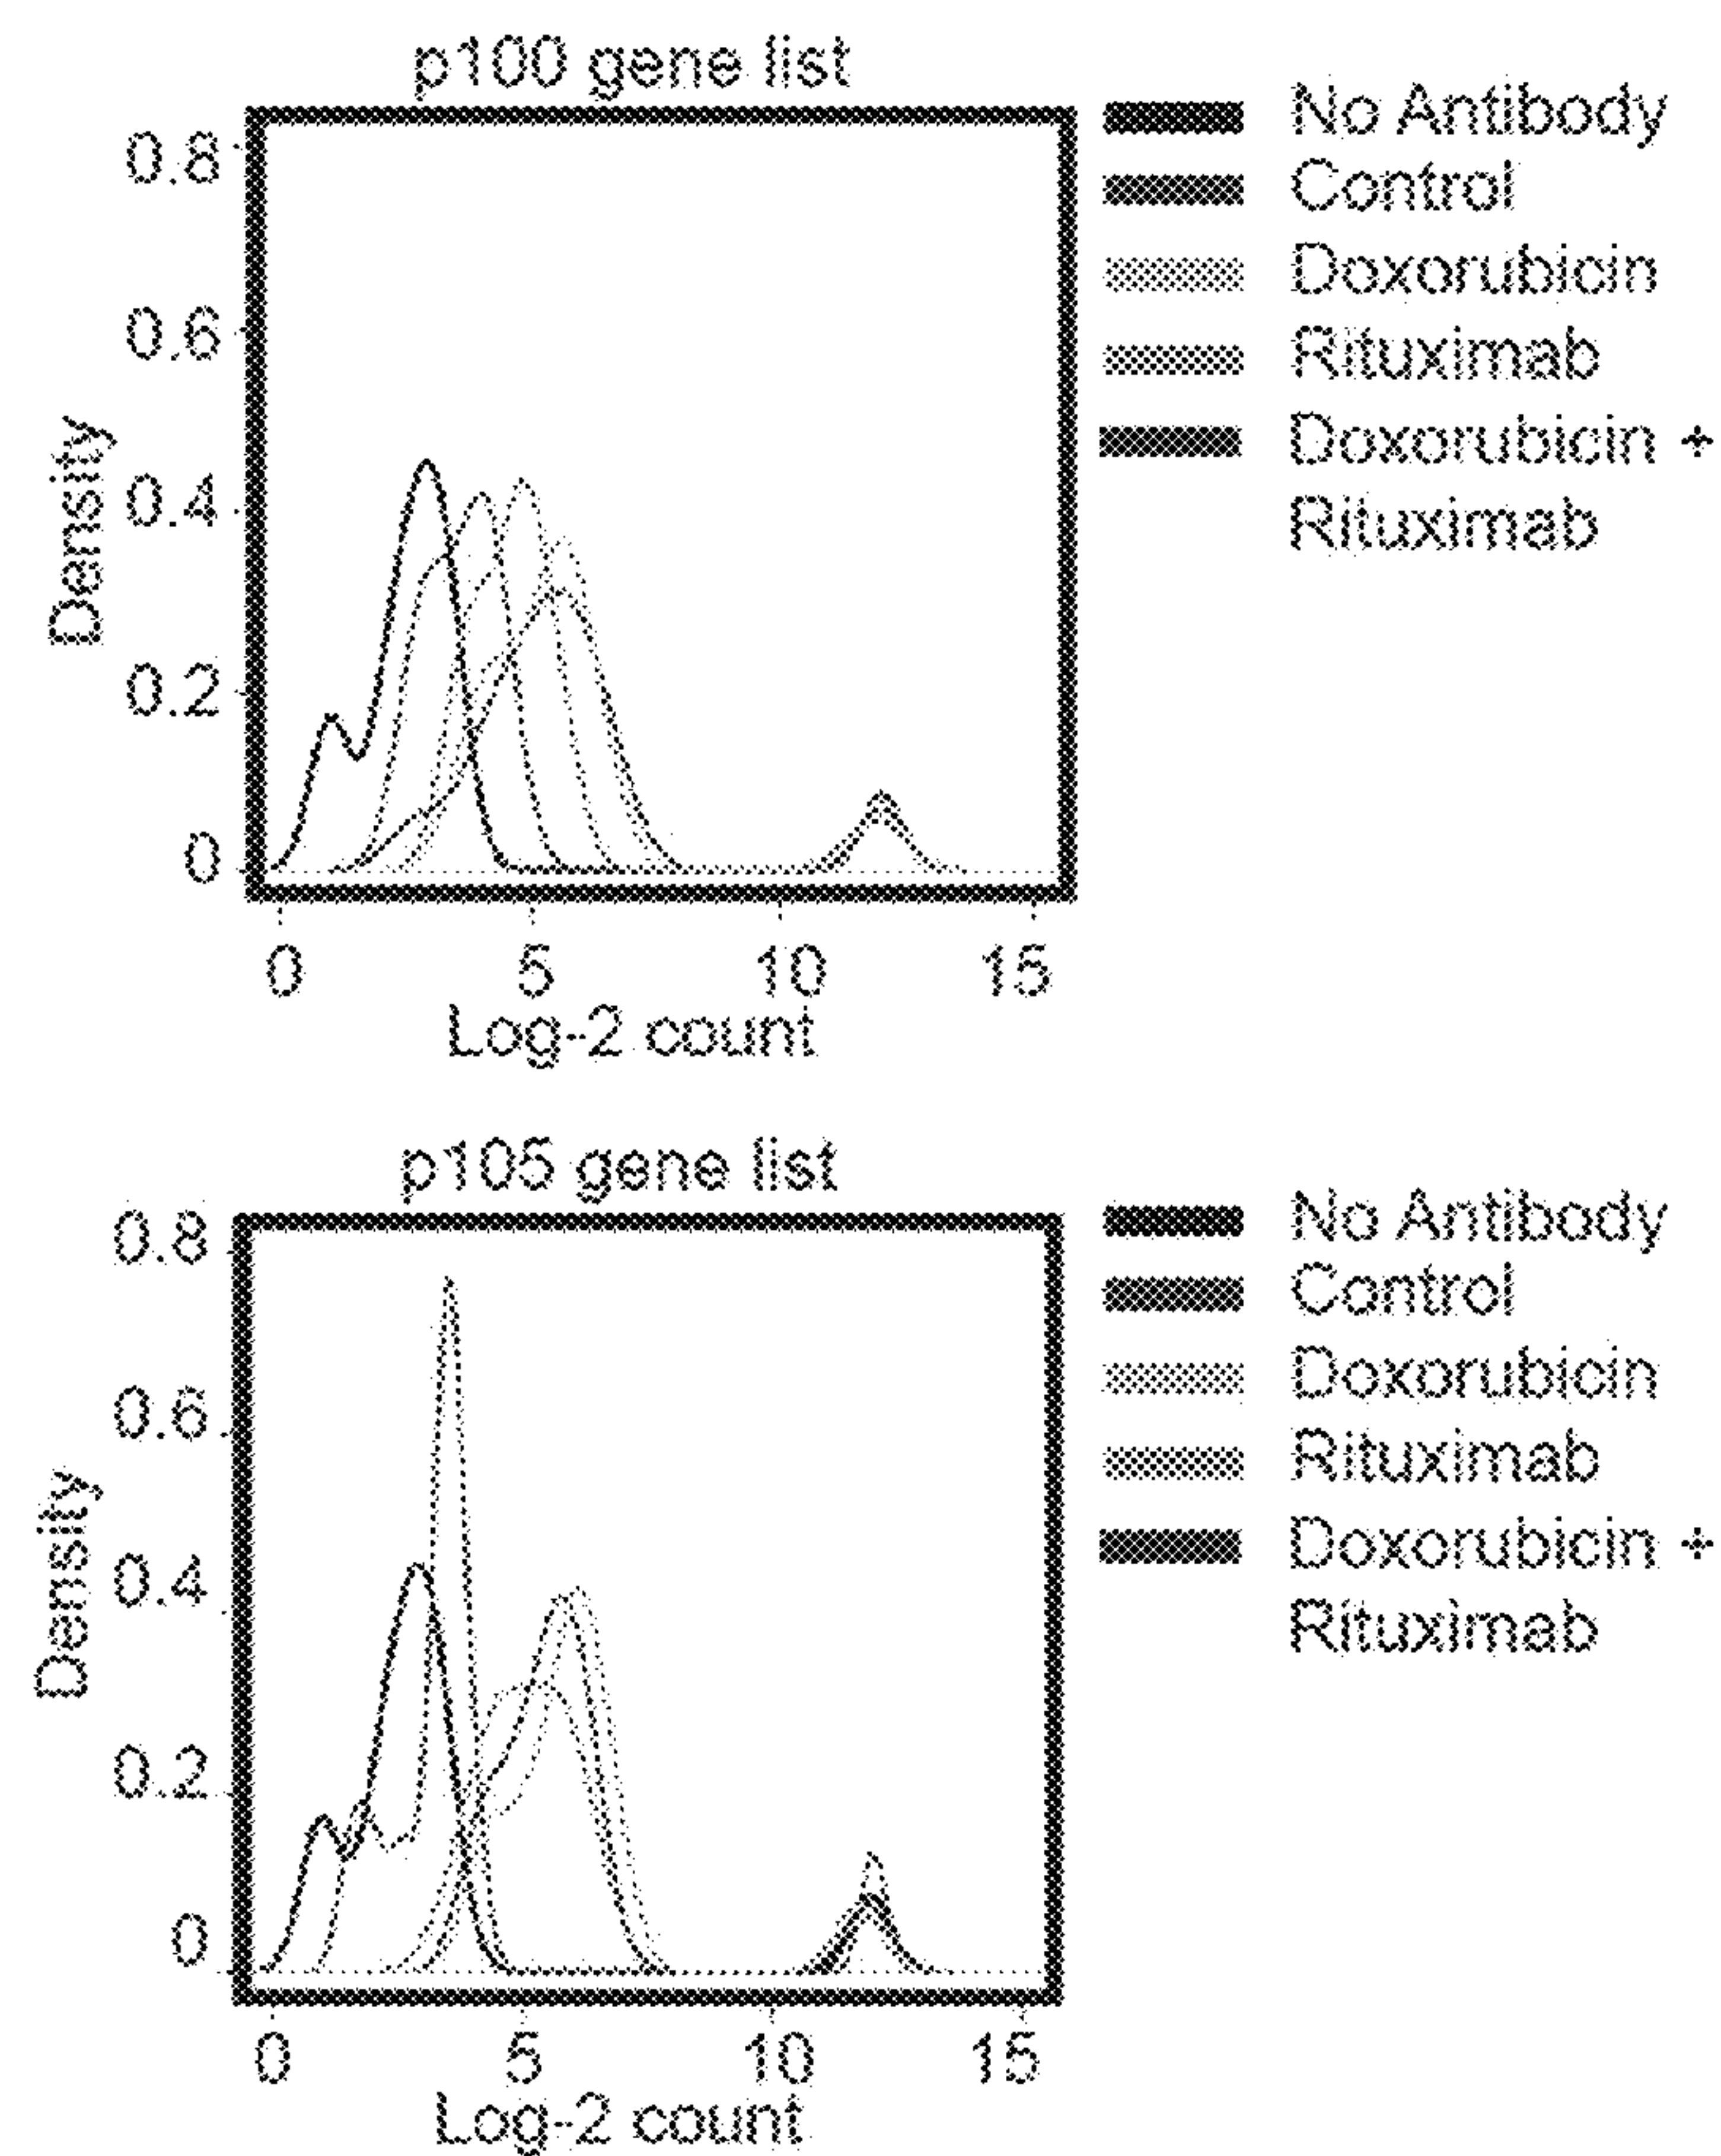 p100 gene list
0.8
0.6
0.4
0.2
0
Density
0
5
10
15
Log-2 count
No Antibody
Control
Doxorubicin
Rituximab
Doxorubicin +
Rituximab
p105 gene list
0.8
0.6
0.4
0.2
0
Density
0
5
10
15
Log-2 count
No Antibody
Control
Doxorubicin
Rituximab
Doxorubicin +
Rituximab